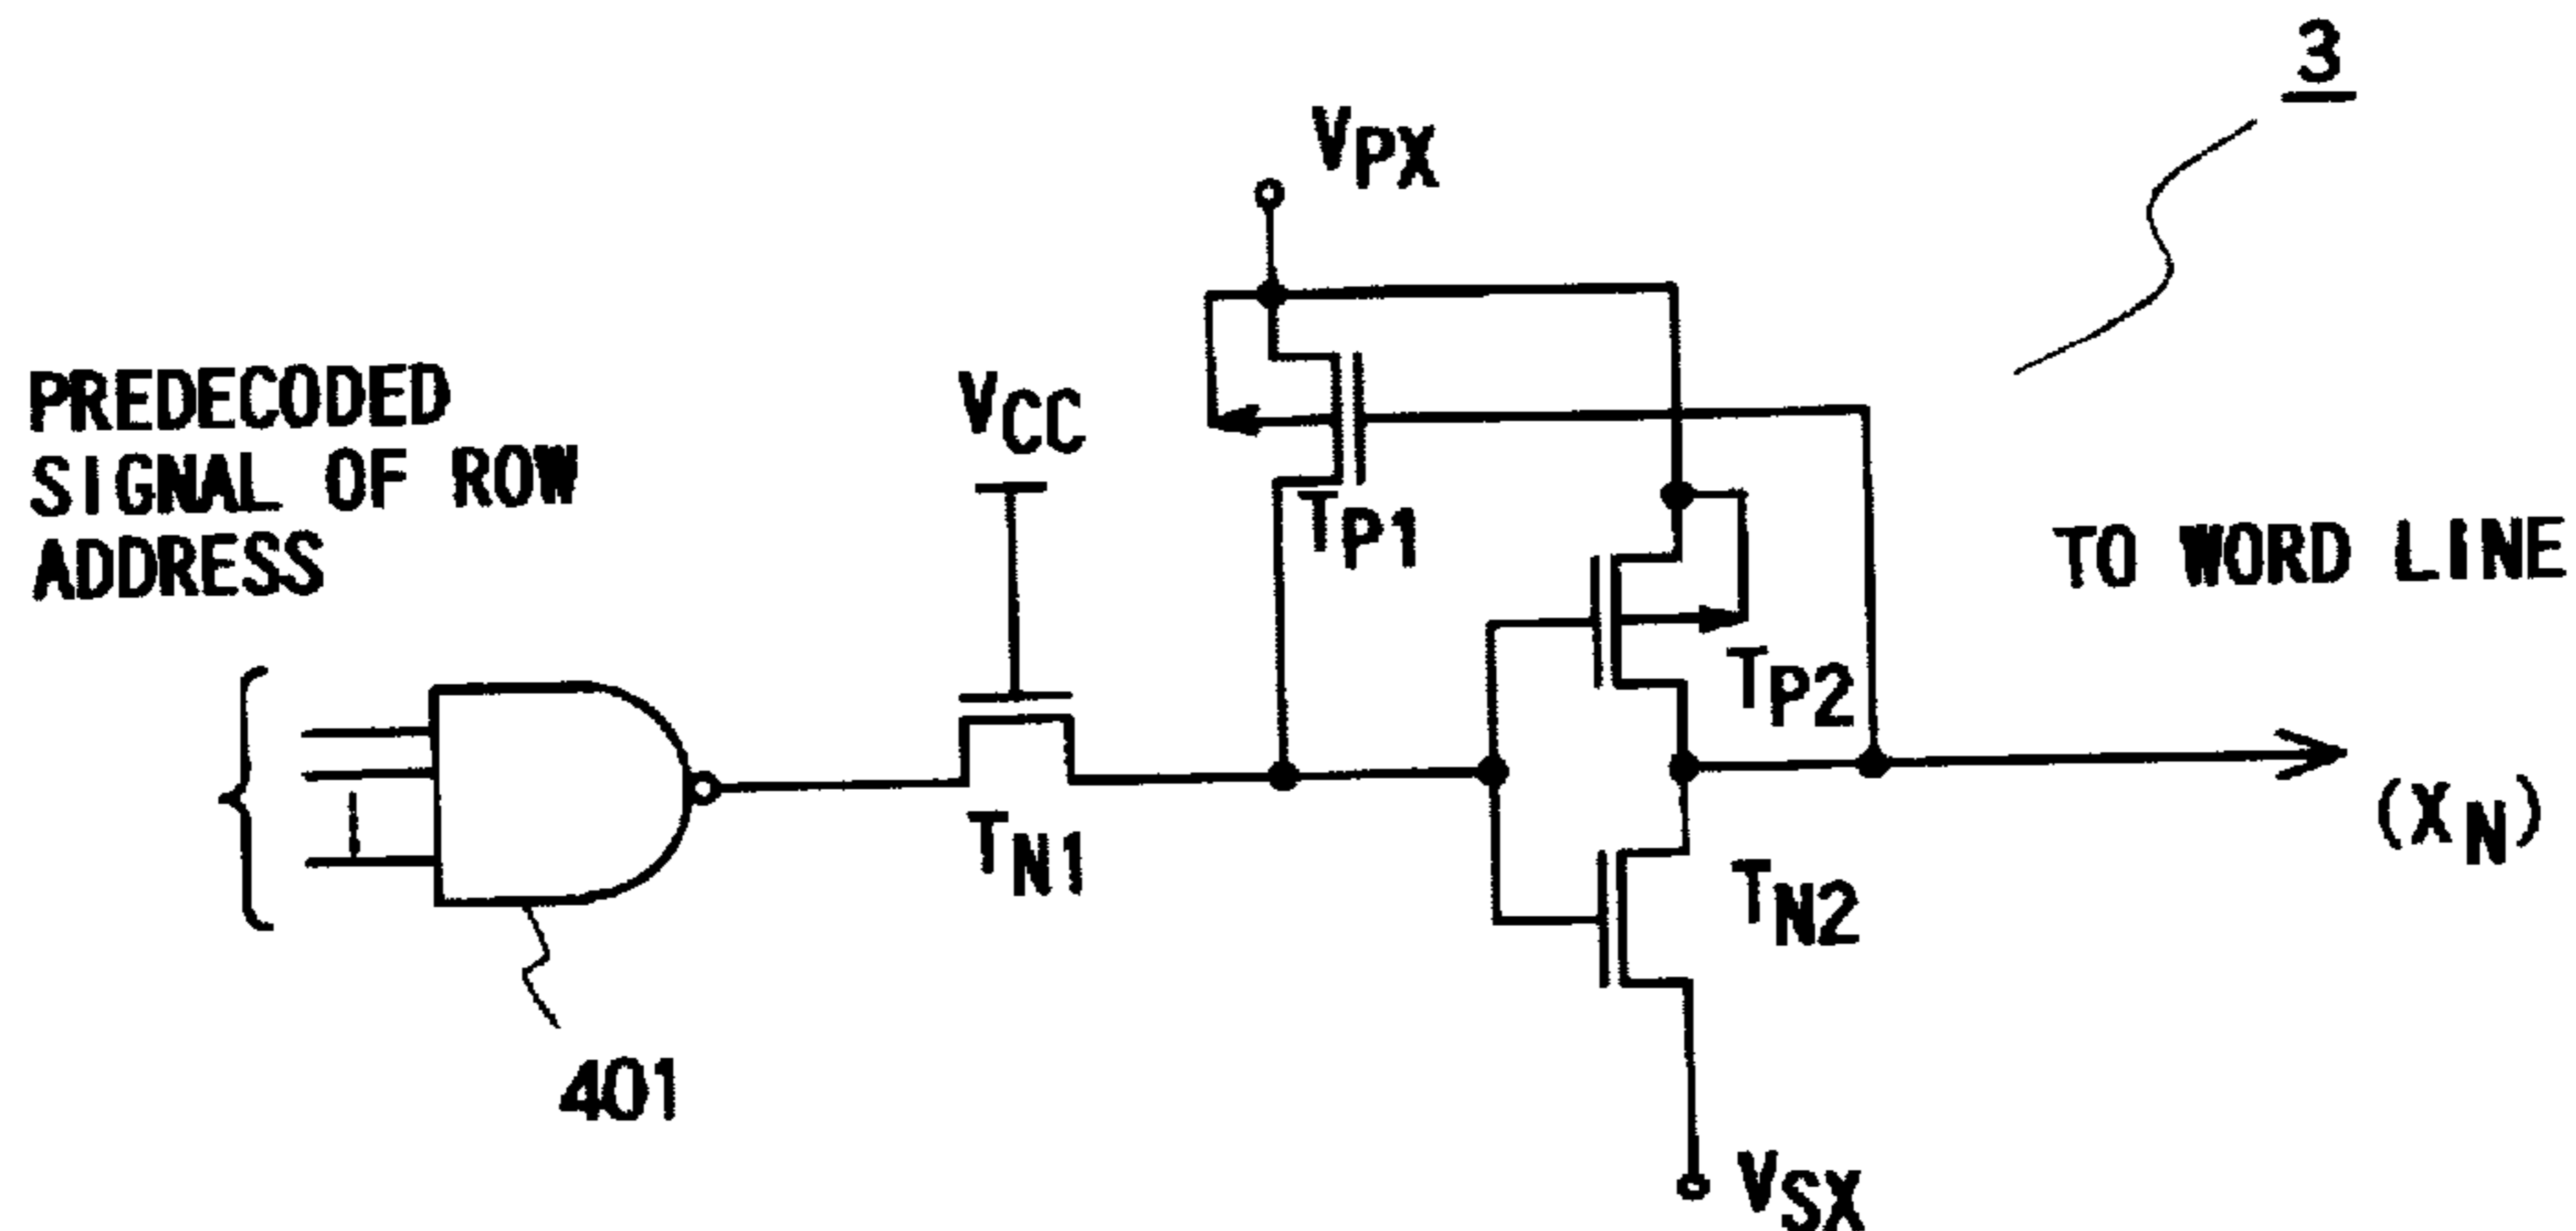 3
VPX
PREDECODED
SIGNAL OF ROW
ADDRESS
VCC
TP1
TO WORD LINE
TP2
TN1
(XN)
TN2
401
VSX